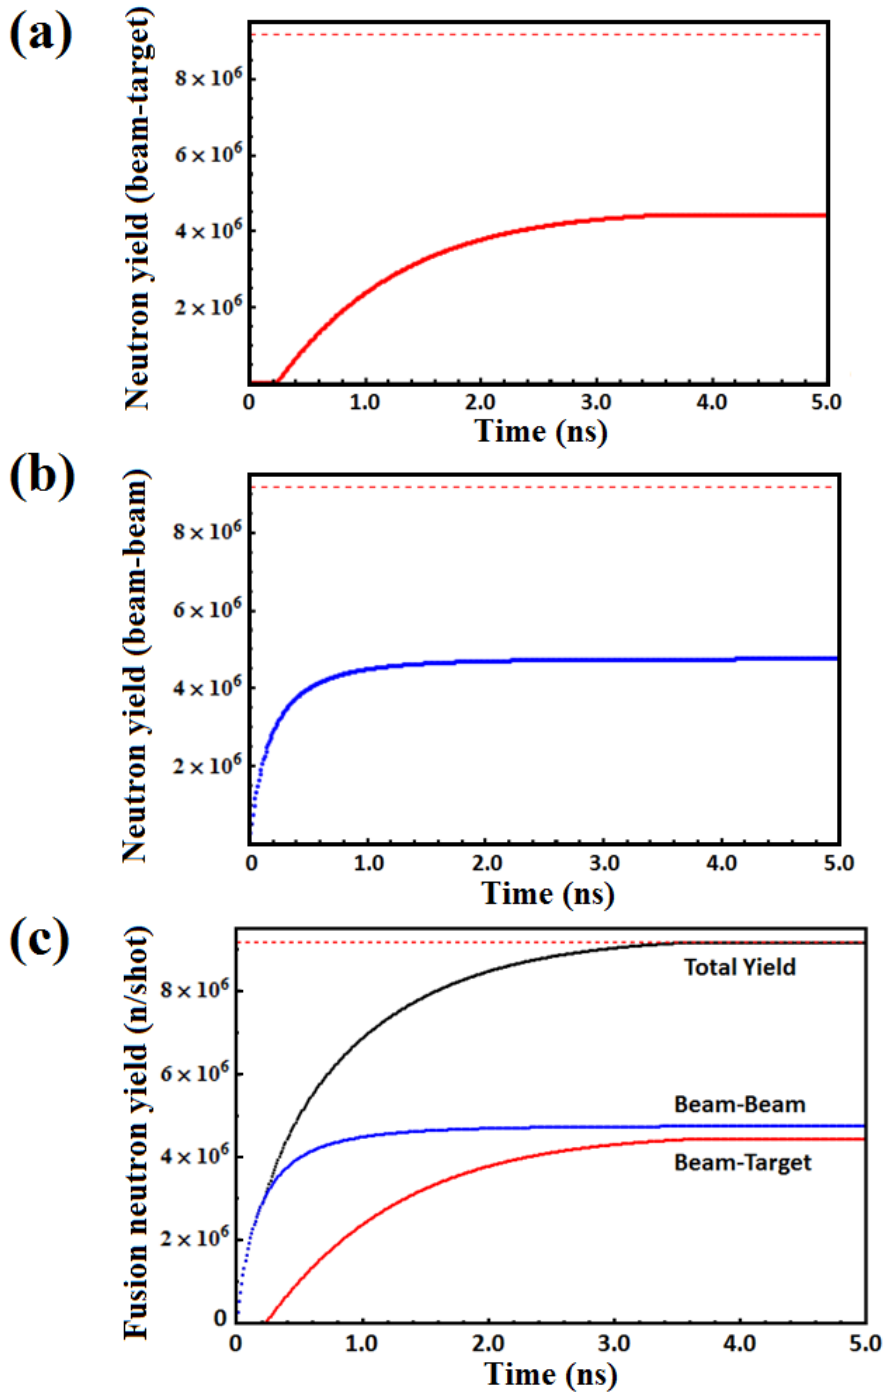 (a)
Neutron yield (beam-target)
8 × 10⁶
6 × 10⁶
4 × 10⁶
2 × 10⁶
0 1.0 2.0 3.0 4.0 5.0
Time (ns)
(b)
Neutron yield (beam-beam)
8 × 10⁶
6 × 10⁶
4 × 10⁶
2 × 10⁶
0 1.0 2.0 3.0 4.0 5.0
Time (ns)
(c)
Fusion neutron yield (n/shot)
8 × 10⁶
6 × 10⁶
4 × 10⁶
2 × 10⁶
0
Total Yield
Beam-Beam
Beam-Target
0 1.0 2.0 3.0 4.0 5.0
Time (ns)